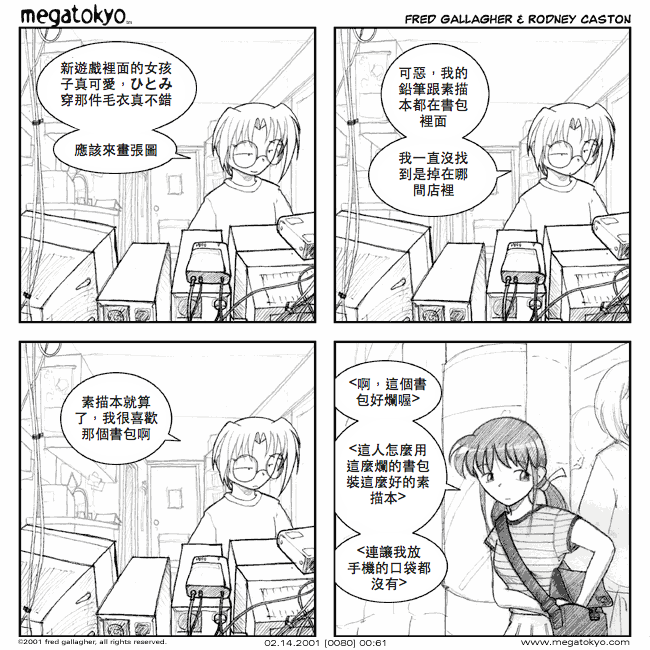 megatokyo
FRED GALLAGHER & RODNEY CASTON
新遊戲裡面的女孩
子真可愛，ひとみ
穿那件毛衣真不錯
應該來畫張圖
可惡，我的
鉛筆跟素描
本都在書包
裡面
我一直沒找
到是掉在哪
間店裡
素描本就算
了，我很喜歡
那個書包啊
<啊，這個書
包好爛喔>
<這人怎麼用
這麼爛的書包
裝這麼好的素
描本>
<連讓我放
手機的口袋都
沒有>
©2001 fred gallagher, all rights reserved.
02.14.2001 [0080] 00:61
www.megatokyo.com